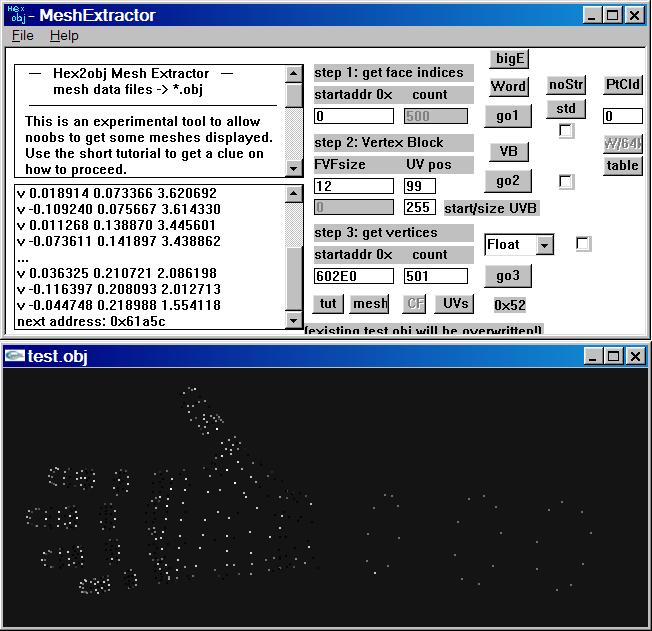 Hex obj - MeshExtractor
File Help
— Hex2obj Mesh Extractor —
mesh data files -> *.obj
This is an experimental tool to allow
noobs to get some meshes displayed.
Use the short tutorial to get a clue on
how to proceed.
v 0.018914 0.073366 3.620692
v -0.109240 0.075667 3.614330
v 0.011268 0.138870 3.445601
v -0.073611 0.141897 3.438862
...
v 0.036325 0.210721 2.086198
v -0.116397 0.208093 2.012713
v -0.044748 0.218988 1.554118
next address: 0x61a5c
step 1: get face indices
startaddr 0x count
0 500
step 2: Vertex Block
FVFsize UV pos
12 99
0 255 start/size UVB
step 3: get vertices
startaddr 0x count
602E0 501
tut mesh CF UVs
(existing test.obj will be overwritten!)
bigE
Word
go1
VB
go2
Float
go3
0x52
noStr
std
PtCld
0
W/64k
table
test.obj